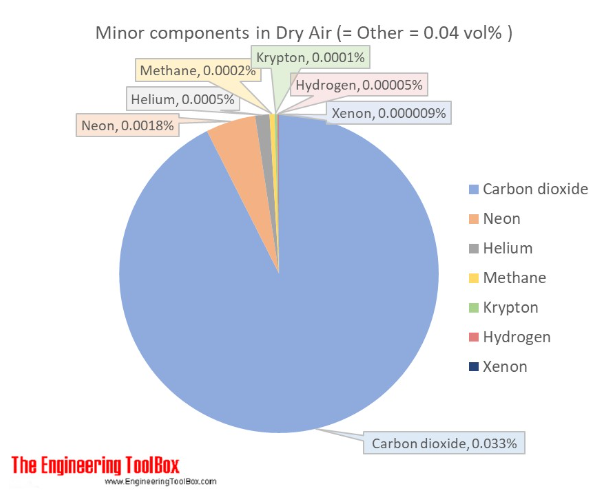 Minor components in Dry Air (= Other = 0.04 vol% )
Krypton, 0.0001%
Methane, 0.0002%
Hydrogen, 0.00005%
Helium, 0.0005%
Xenon, 0.000009%
Neon, 0.0018%
Carbon dioxide
Neon
Helium
Methane
Krypton
Hydrogen
Xenon
Carbon dioxide, 0.033%
The Engineering ToolBox
www.EngineeringToolBox.com